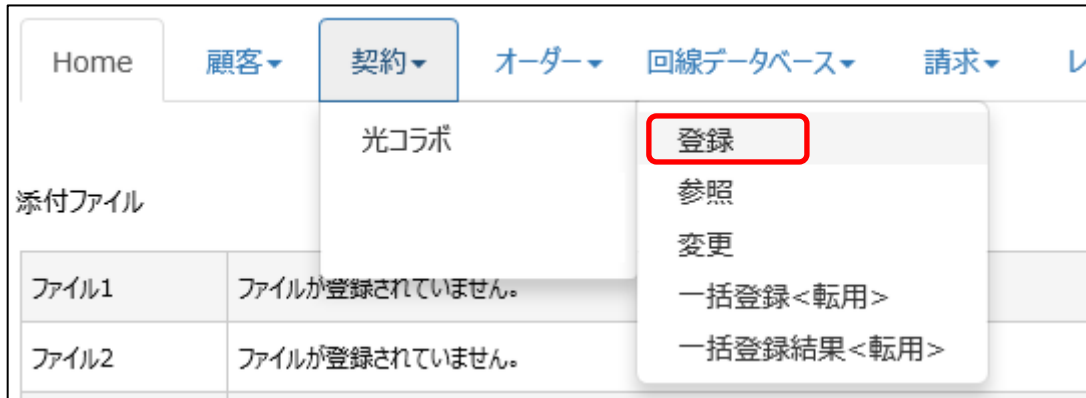 Home 顧客▾ 契約▾ オーダー▾ 回線データベース▾ 請求▾ レ
光コラボ 登録
参照
添付ファイル
変更
ファイル1 ファイルが登録されていません。 一括登録<転用>
ファイル2 ファイルが登録されていません。 一括登録結果<転用>